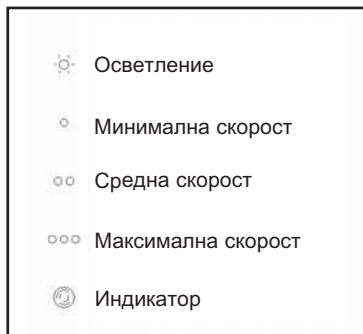 Осветление
Минимална скорост
Средна скорост
Максимална скорост
Индикатор